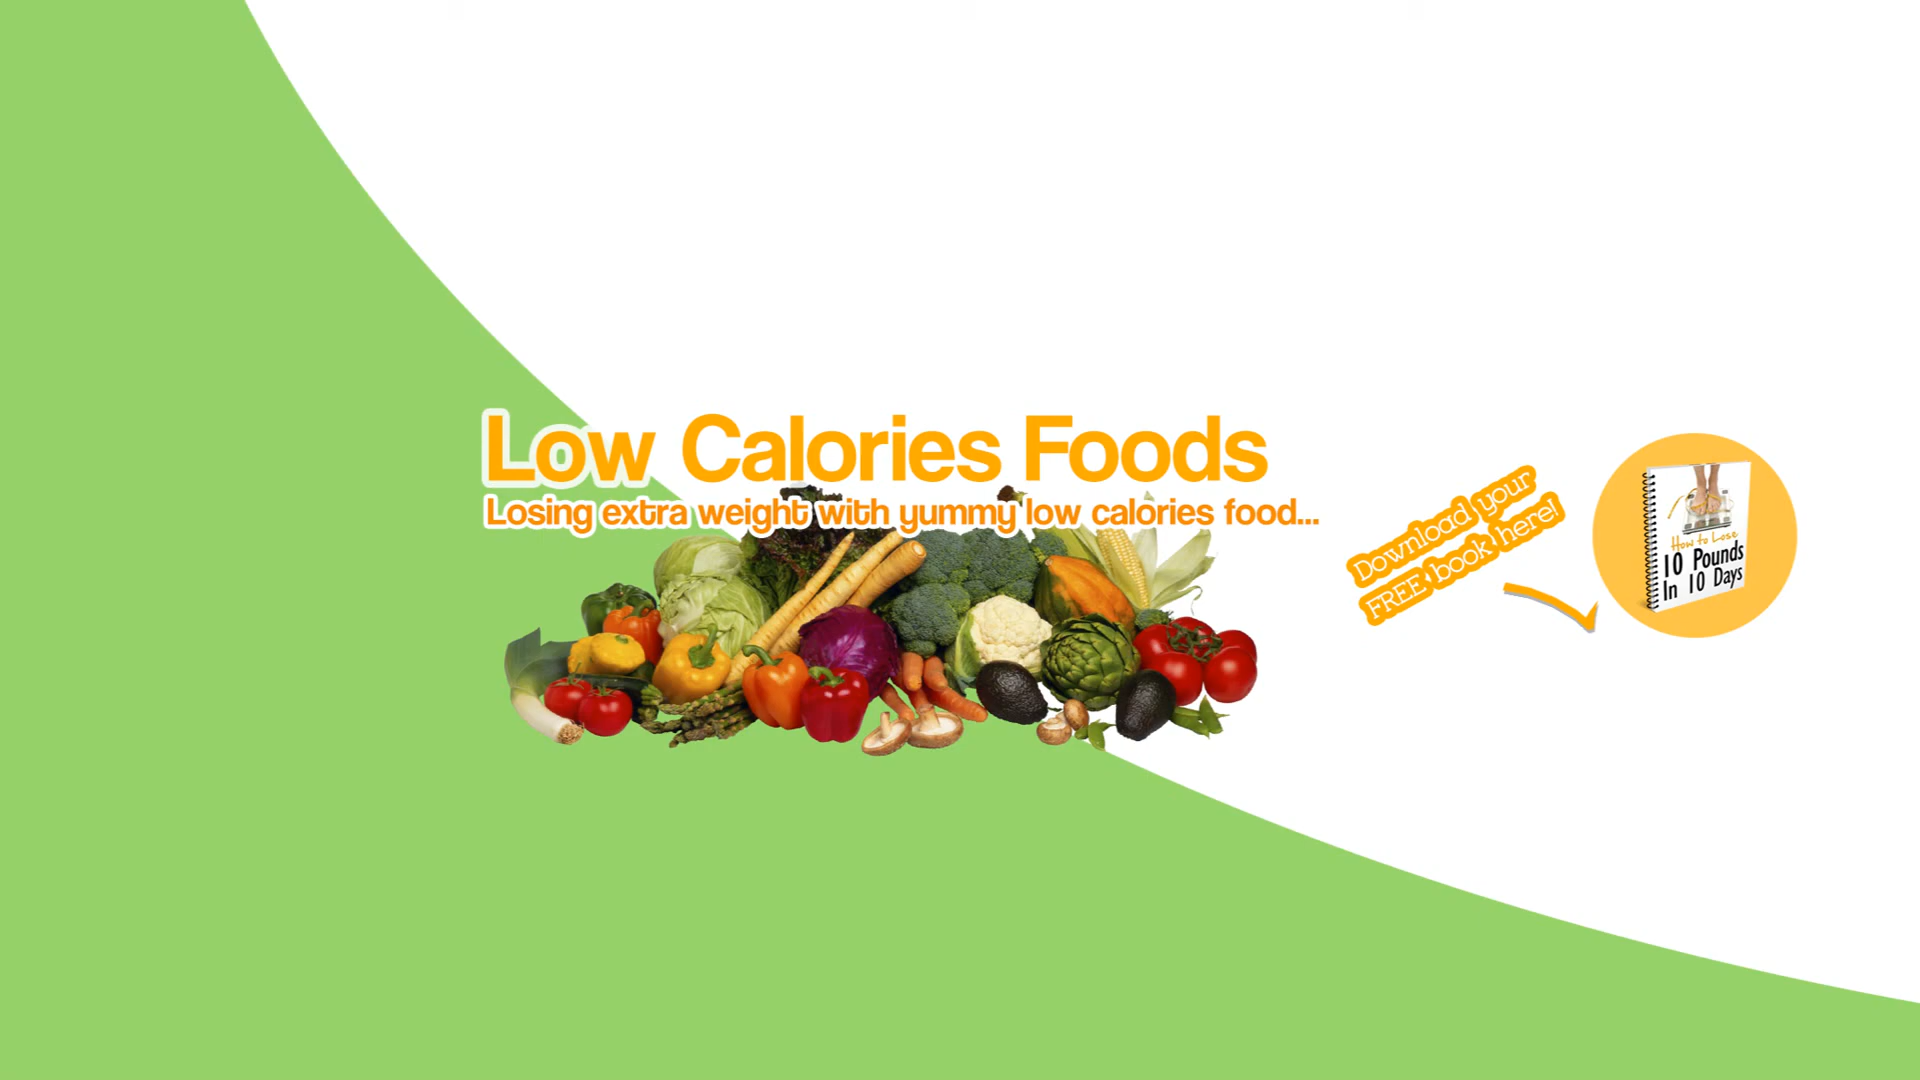 Low Calories Foods
Losing extra weight with yummy low calories food...
Download your
FREE book here!
How to Lose
10 Pounds
In 10 Days